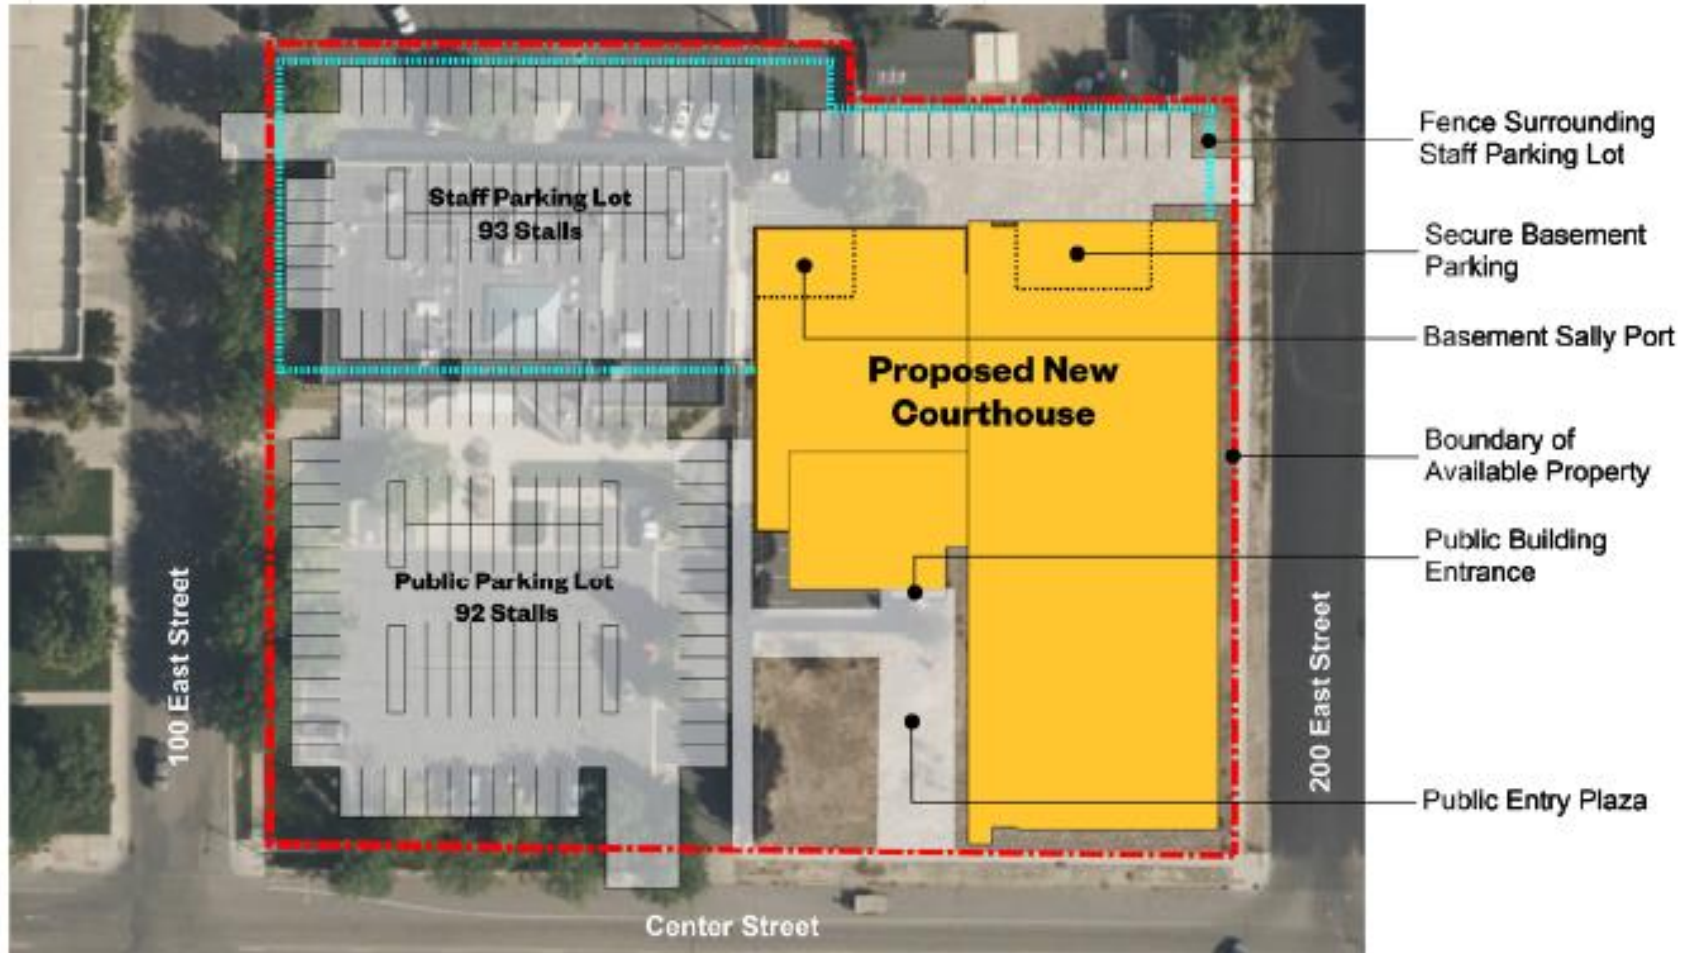 Fence Surrounding
Staff Parking Lot
Staff Parking Lot
93 Stalls
Secure Basement
Parking
Basement Sally Port
Proposed New
Courthouse
Boundary of
Available Property
Public Building
Entrance
Public Parking Lot
92 Stalls
100 East Street
200 East Street
Public Entry Plaza
Center Street